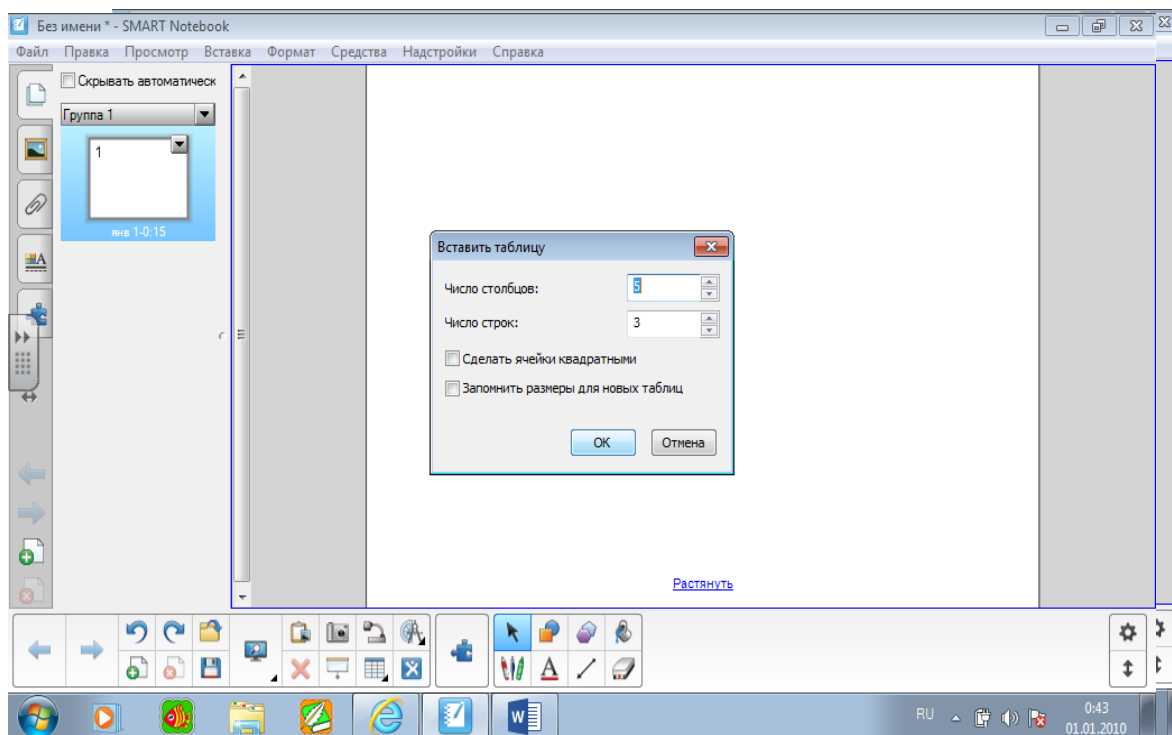 Без имени * - SMART Notebook
Файл Правка Просмотр Вставка Формат Средства Надстройки Справка
Скрывать автоматическ
Группа 1
1
янв 1-0:15
Вставить таблицу
Число столбцов: 5
Число строк: 3
Сделать ячейки квадратными
Запомнить размеры для новых таблиц
ОК Отмена
Растянуть
A
RU
0:43
01.01.2010